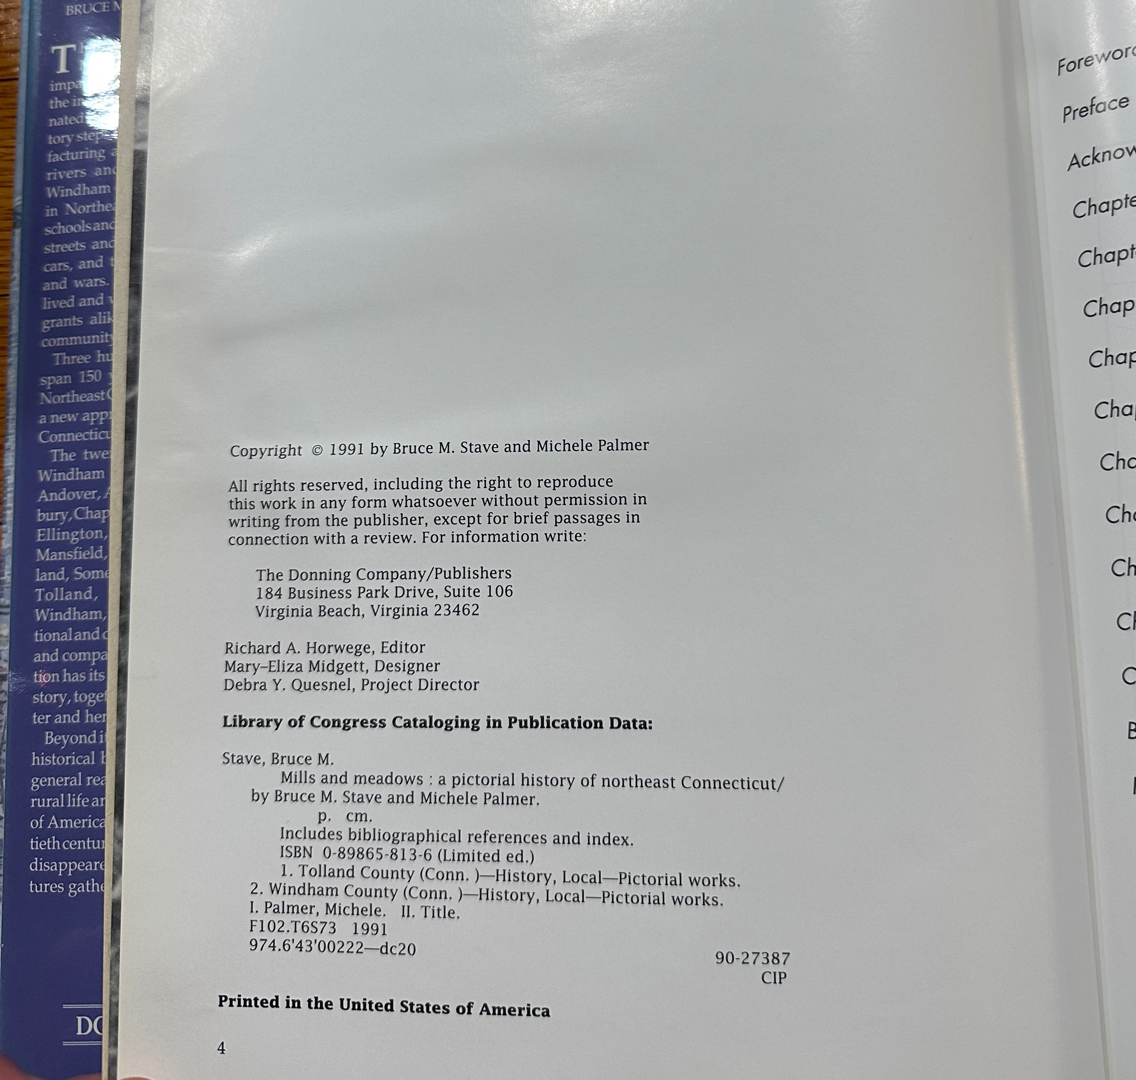 BRUCE
T
the
nated
tory step
facturing
rivers and
Windham
in Northe
schools and
streets and
cars, and
and wars.
lived and
grants alik
community
Three hu
span 150
Northeast
a new app
Connecticu
The twe
Windham
Andover,
bury, Chap
Ellington,
Mansfield,
land, Some
Tolland,
Windham,
tional and
and compa
tion has its
story, toget
ter and her
Beyond
historical
general rea
rural life
of America
tieth centu
disappeare
tures gathe
Copyright © 1991 by Bruce M. Stave and Michele Palmer
All rights reserved, including the right to reproduce
this work in any form whatsoever without permission in
writing from the publisher, except for brief passages in
connection with a review. For information write:
The Donning Company/Publishers
184 Business Park Drive, Suite 106
Virginia Beach, Virginia 23462
Richard A. Horwege, Editor
Mary–Eliza Midgett, Designer
Debra Y. Quesnel, Project Director
Library of Congress Cataloging in Publication Data:
Stave, Bruce M.
Mills and meadows : a pictorial history of northeast Connecticut/
by Bruce M. Stave and Michele Palmer.
p. cm.
Includes bibliographical references and index.
ISBN 0-89865-813-6 (Limited ed.)
1. Tolland County (Conn. )—History, Local—Pictorial works.
2. Windham County (Conn. )—History, Local—Pictorial works.
I. Palmer, Michele. II. Title.
F102.T6S73 1991
974.6'43'00222—dc20
90-27387
CIP
Printed in the United States of America
4
Foreword
Preface
Acknow
Chapte
Chapt
Chap
Chap
Cha
Cha
Cha
Ch
Ch
C
B